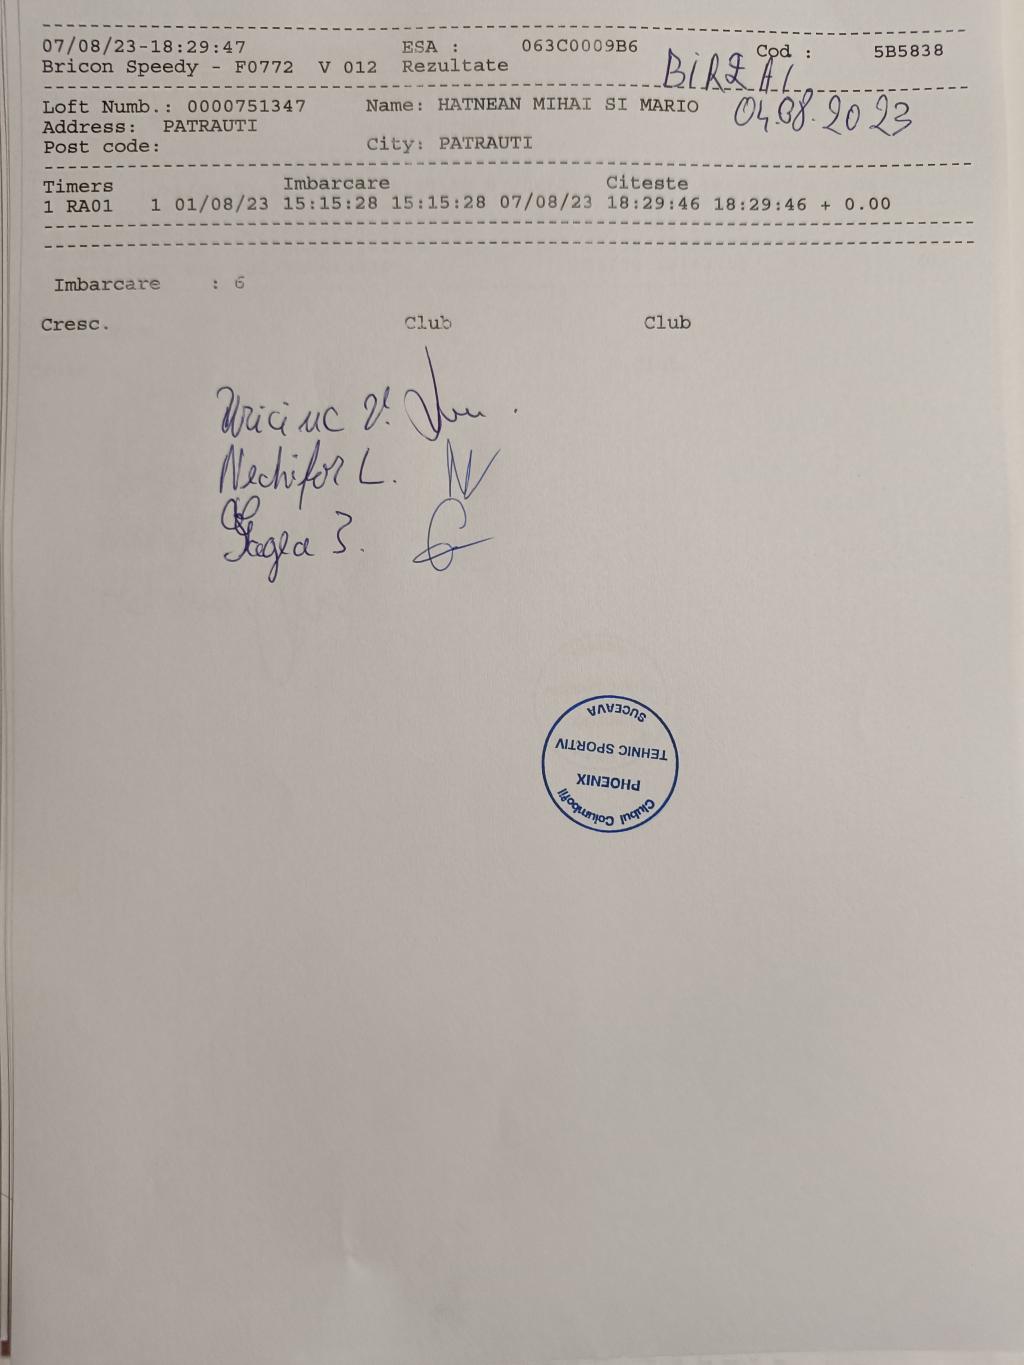 07/08/23-18:29:47 ESA : 063C0009B6 Cod : 5B5838
Bricon Speedy - F0772 V 012 Rezultate
BIRZAI
Loft Numb.: 0000751347 Name: HATNEAN MIHAI SI MARIO
04.08.2023
Address: PATRAUTI
Post code: City: PATRAUTI
Timers Imbarcare Citeste
1 RA01 1 01/08/23 15:15:28 15:15:28 07/08/23 18:29:46 18:29:46 + 0.00
Imbarcare : 6
Cresc. Club Club
Uriciuc V.
Nechifor L.
3.
Clubul Columbofil
PHOENIX
TEHNIC SPORTIV
SUCEAVA